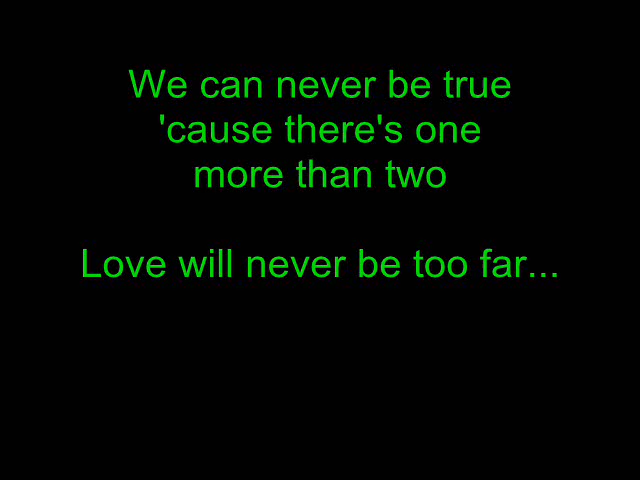 We can never be true
'cause there's one
more than two
Love will never be too far...